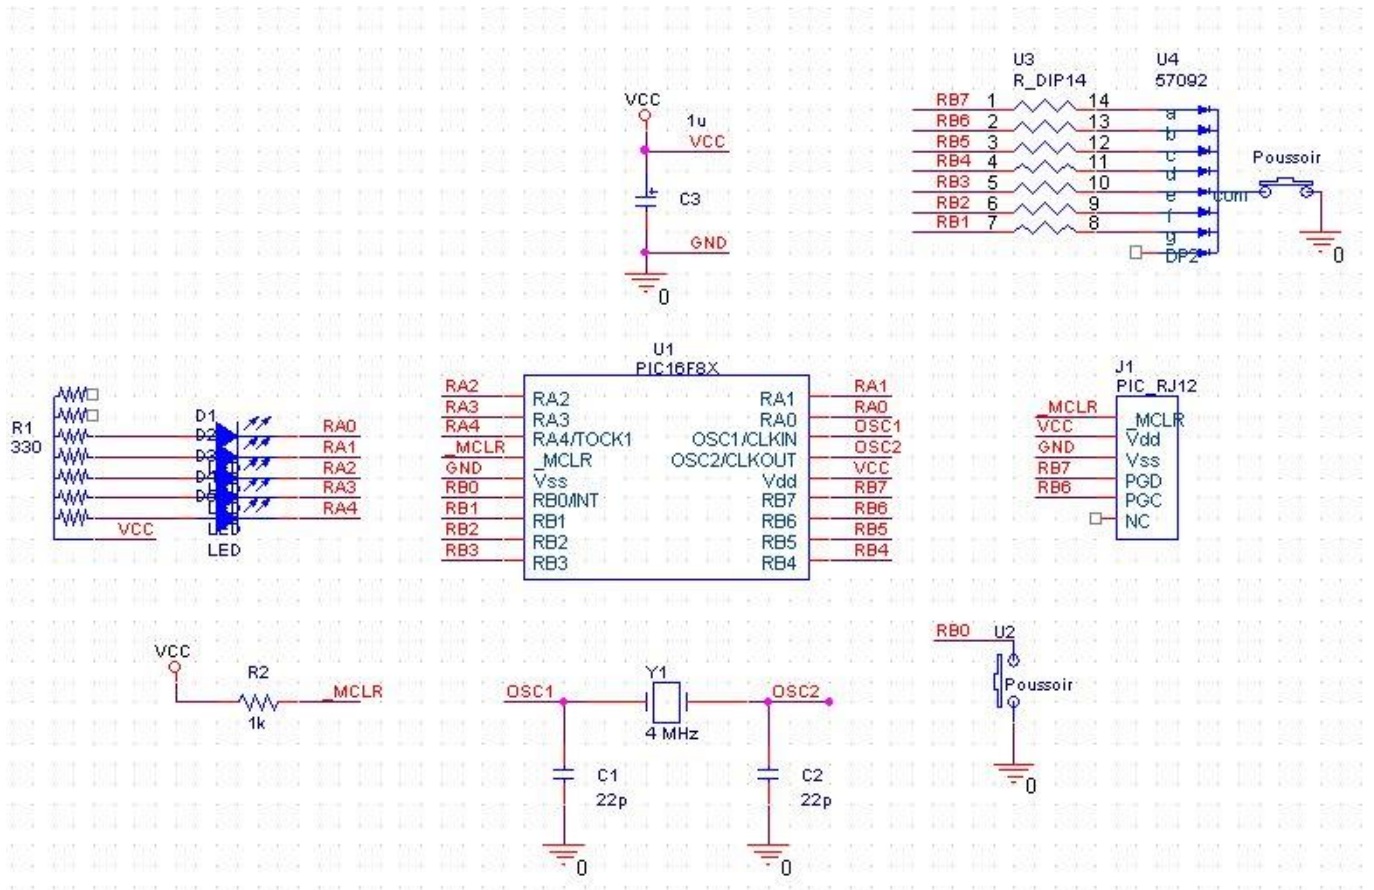 U3
R_DIP14
U4
57092
RB7 1 14 a
RB6 2 13 b
RB5 3 12 c
RB4 4 11 d
RB3 5 10 e
RB2 6 9 f
RB1 7 8 g
DP2
com
Poussoir
0
VCC
1u
VCC
C3
GND
0
R1
330
D1
D2
D3
D4
D5
RA0
RA1
RA2
RA3
RA4
VCC
LED
LED
U1
PIC16F8X
RA2 RA2 RA1 RA1
RA3 RA3 RA0 RA0
RA4 RA4/TOCK1 OSC1/CLKIN OSC1
_MCLR _MCLR OSC2/CLKOUT OSC2
GND Vss Vdd VCC
RB0 RB0/INT RB7 RB7
RB1 RB1 RB6 RB6
RB2 RB2 RB5 RB5
RB3 RB3 RB4 RB4
J1
PIC_RJ12
_MCLR _MCLR
VCC Vdd
GND Vss
RB7 PGD
RB6 PGC
NC
VCC
R2
1k
_MCLR
OSC1
Y1
4 MHz
OSC2
C1
22p
C2
22p
0
0
RB0
U2
Poussoir
0